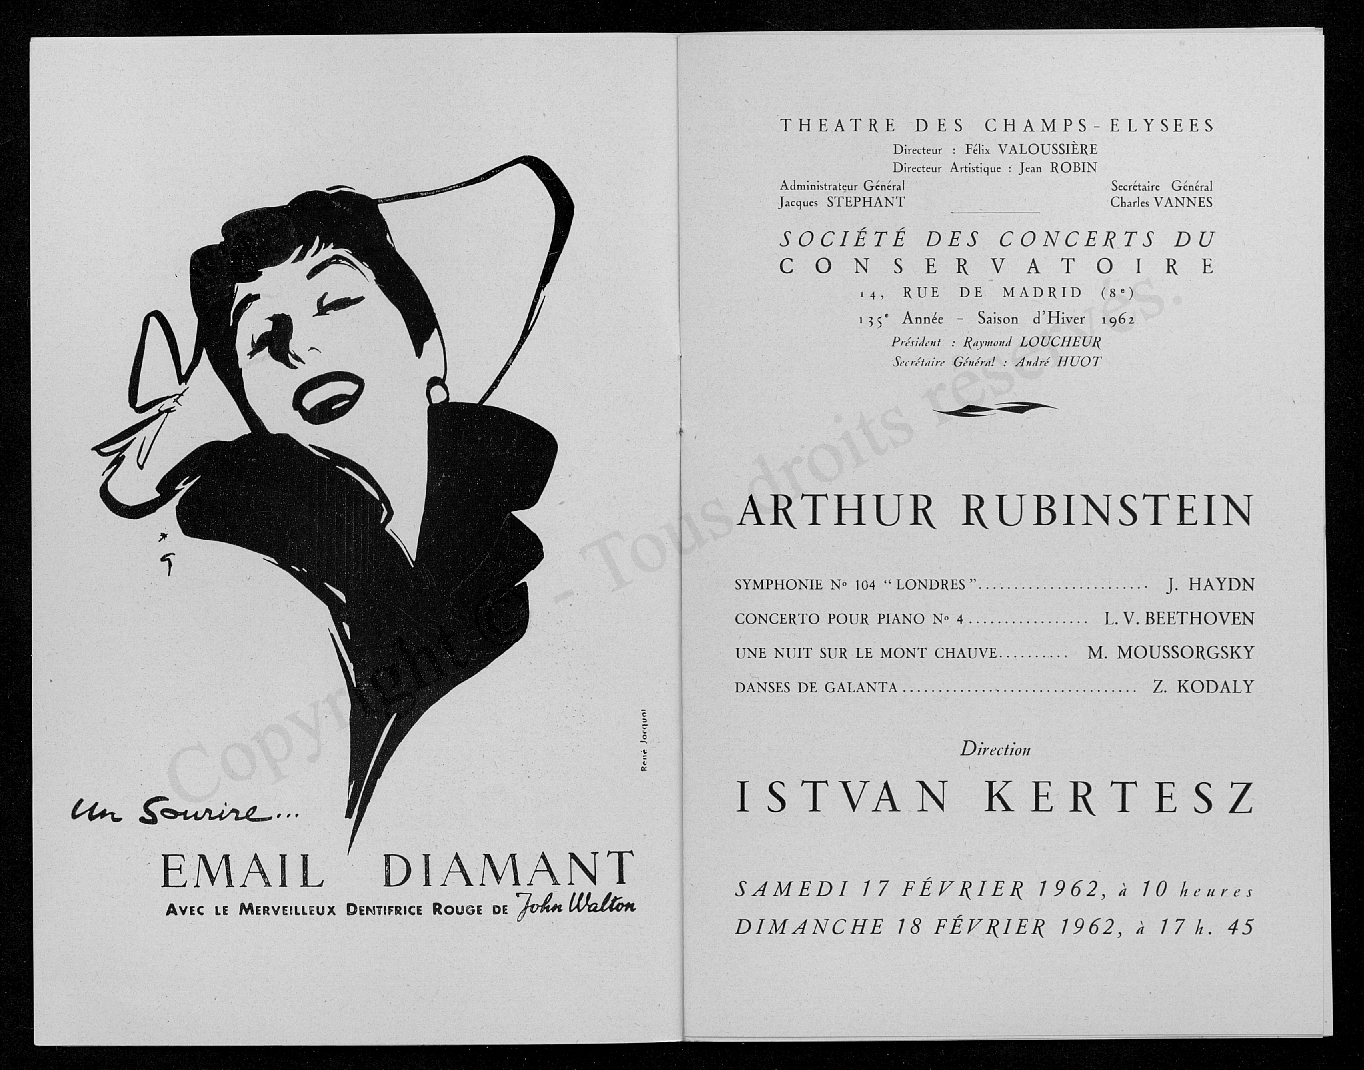 Un Sourire...
EMAIL DIAMANT
AVEC LE MERVEILLEUX DENTIFRICE ROUGE DE John Walton
René Jacquot
THEATRE DES CHAMPS-ELYSEES
Directeur : Félix VALOUSSIÈRE
Directeur Artistique : Jean ROBIN
Administrateur Général
Jacques STEPHANT
Secrétaire Général
Charles VANNES
SOCIÉTÉ DES CONCERTS DU
CONSERVATOIRE
14, RUE DE MADRID (8e)
135e Année - Saison d'Hiver 1962
Président : Raymond LOUCHEUR
Secrétaire Général : André HUOT
ARTHUR RUBINSTEIN
SYMPHONIE No 104 "LONDRES"........................ J. HAYDN
CONCERTO POUR PIANO No 4................. L. V. BEETHOVEN
UNE NUIT SUR LE MONT CHAUVE.......... M. MOUSSORGSKY
DANSES DE GALANTA................................. Z. KODALY
Direction
ISTVAN KERTESZ
SAMEDI 17 FÉVRIER 1962, à 10 heures
DIMANCHE 18 FÉVRIER 1962, à 17 h. 45
Copyright © - Tous droits réservés.